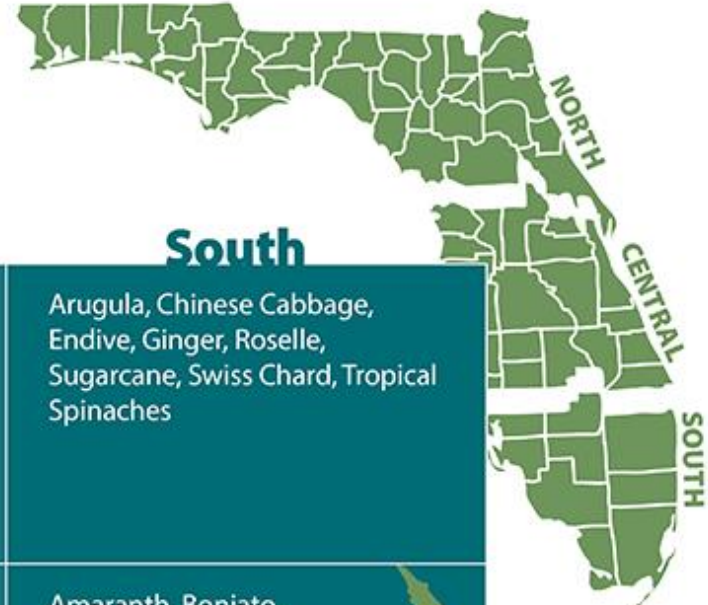 NORTH
CENTRAL
SOUTH
South
Arugula, Chinese Cabbage,
Endive, Ginger, Roselle,
Sugarcane, Swiss Chard, Tropical
Spinaches
Amaranth, Boniato,